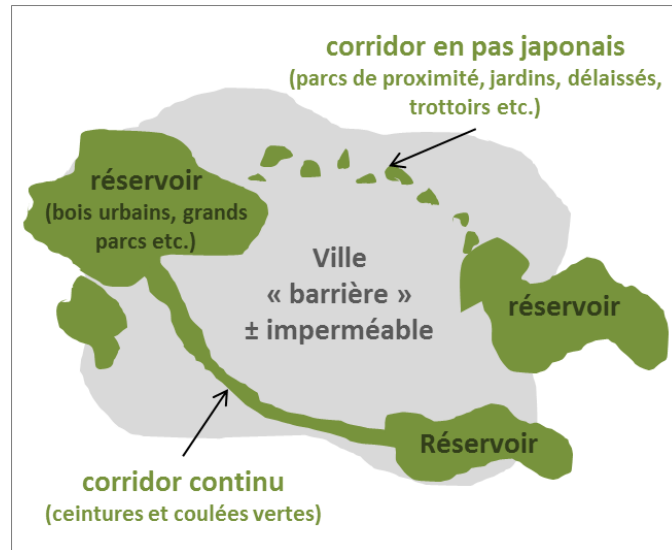 corridor en pas japonais
(parcs de proximité, jardins, délaissés,
trottoirs etc.)
réservoir
(bois urbains, grands
parcs etc.)
Ville
« barrière »
± imperméable
réservoir
Réservoir
corridor continu
(ceintures et coulées vertes)